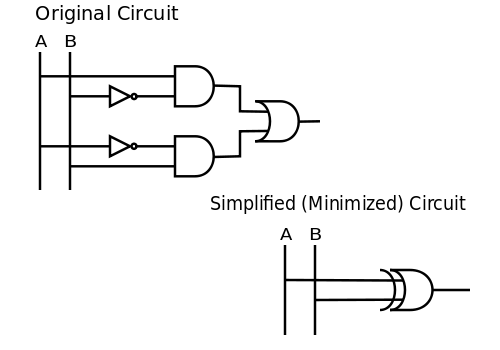 Original Circuit
A B
Simplified (Minimized) Circuit
A B